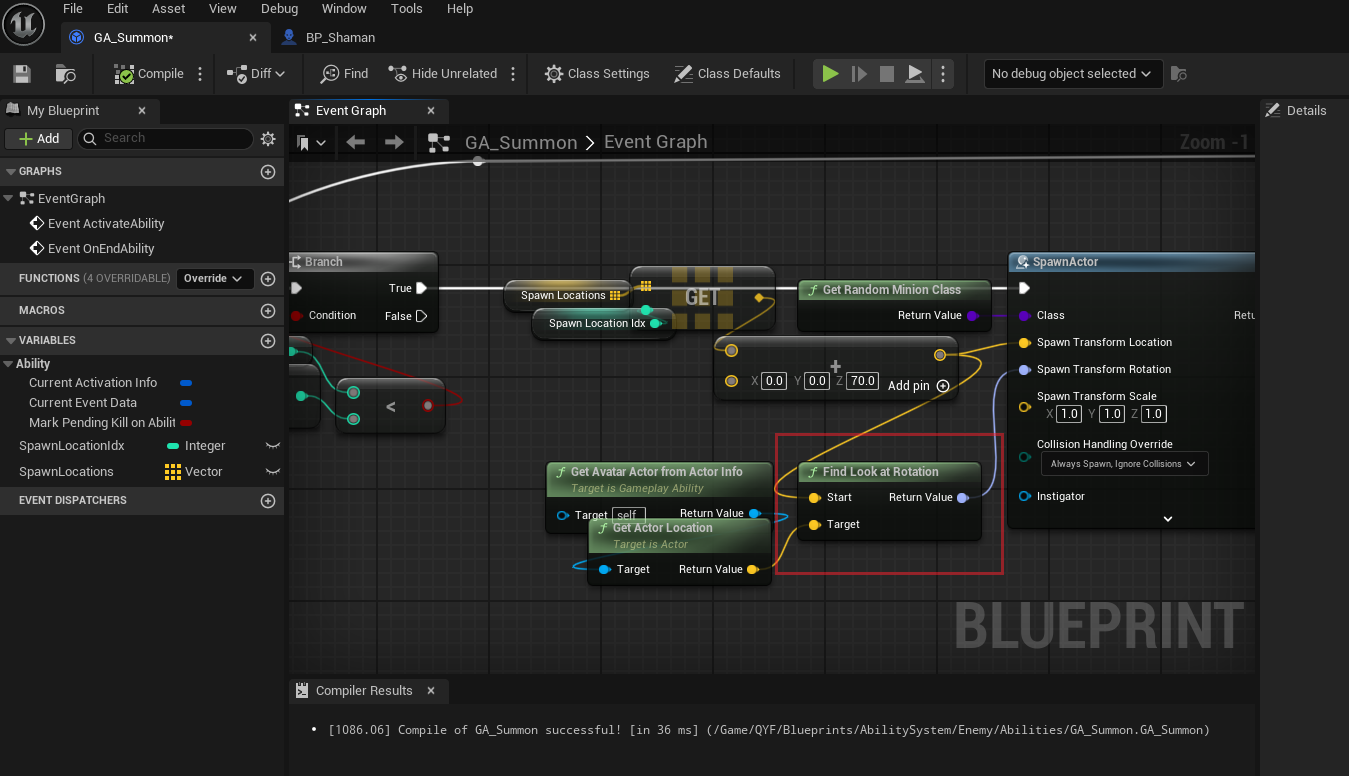 File Edit Asset View Debug Window Tools Help
GA_Summon* BP_Shaman
Compile Diff Find Hide Unrelated Class Settings Class Defaults No debug object selected
My Blueprint Event Graph Details
Add Search GA_Summon Event Graph Zoom -1
GRAPHS
EventGraph
Event ActivateAbility
Event OnEndAbility
FUNCTIONS (4 OVERRIDABLE) Override
MACROS
VARIABLES
Ability
Current Activation Info
Current Event Data
Mark Pending Kill on Abilit
SpawnLocationIdx Integer
SpawnLocations Vector
EVENT DISPATCHERS
Branch
True
Condition False
<
Spawn Locations
Spawn Location Idx
GET
Get Random Minion Class
Return Value
X 0.0 Y 0.0 Z 70.0 Add pin
Get Avatar Actor from Actor Info
Target is Gameplay Ability
Target self Return Value
Get Actor Location
Target is Actor
Target Return Value
Find Look at Rotation
Start Return Value
Target
SpawnActor
Class Retu
Spawn Transform Location
Spawn Transform Rotation
Spawn Transform Scale
X 1.0 Y 1.0 Z 1.0
Collision Handling Override
Always Spawn, Ignore Collisions
Instigator
BLUEPRINT
Compiler Results
• [1086.06] Compile of GA_Summon successful! [in 36 ms] (/Game/QYF/Blueprints/AbilitySystem/Enemy/Abilities/GA_Summon.GA_Summon)